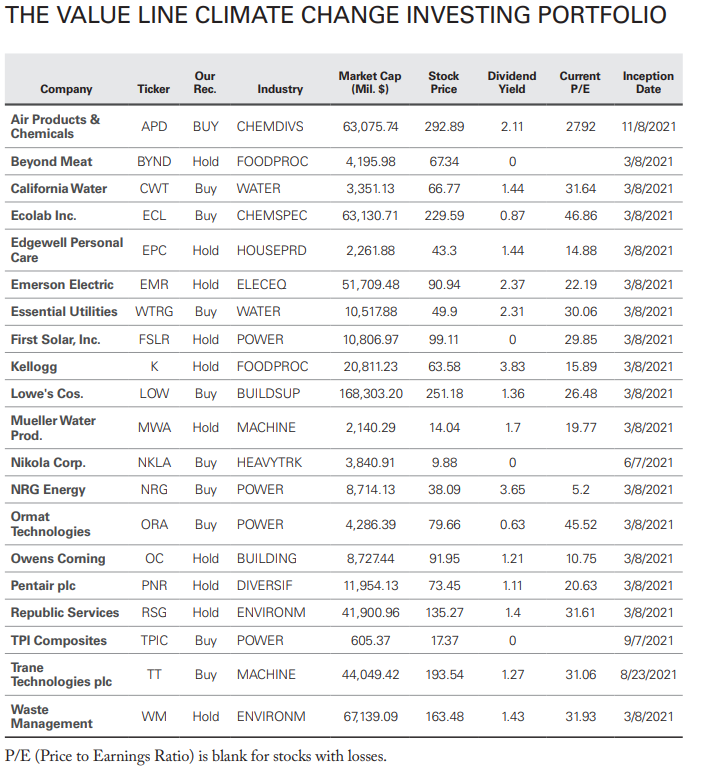 THE VALUE LINE CLIMATE CHANGE INVESTING PORTFOLIO
Company Ticker Our Rec. Industry Market Cap (Mil. $) Stock Price Dividend Yield Current P/E Inception Date
Air Products & Chemicals APD BUY CHEMDIVS 63,075.74 292.89 2.11 27.92 11/8/2021
Beyond Meat BYND Hold FOODPROC 4,195.98 67.34 0 3/8/2021
California Water CWT Buy WATER 3,351.13 66.77 1.44 31.64 3/8/2021
Ecolab Inc. ECL Buy CHEMSPEC 63,130.71 229.59 0.87 46.86 3/8/2021
Edgewell Personal Care EPC Hold HOUSEPRD 2,261.88 43.3 1.44 14.88 3/8/2021
Emerson Electric EMR Hold ELECEQ 51,709.48 90.94 2.37 22.19 3/8/2021
Essential Utilities WTRG Buy WATER 10,517.88 49.9 2.31 30.06 3/8/2021
First Solar, Inc. FSLR Hold POWER 10,806.97 99.11 0 29.85 3/8/2021
Kellogg K Hold FOODPROC 20,811.23 63.58 3.83 15.89 3/8/2021
Lowe's Cos. LOW Buy BUILDSUP 168,303.20 251.18 1.36 26.48 3/8/2021
Mueller Water Prod. MWA Hold MACHINE 2,140.29 14.04 1.7 19.77 3/8/2021
Nikola Corp. NKLA Buy HEAVYTRK 3,840.91 9.88 0 6/7/2021
NRG Energy NRG Buy POWER 8,714.13 38.09 3.65 5.2 3/8/2021
Ormat Technologies ORA Buy POWER 4,286.39 79.66 0.63 45.52 3/8/2021
Owens Corning OC Hold BUILDING 8,727.44 91.95 1.21 10.75 3/8/2021
Pentair plc PNR Hold DIVERSIF 11,954.13 73.45 1.11 20.63 3/8/2021
Republic Services RSG Hold ENVIRONM 41,900.96 135.27 1.4 31.61 3/8/2021
TPI Composites TPIC Buy POWER 605.37 17.37 0 9/7/2021
Trane Technologies plc TT Buy MACHINE 44,049.42 193.54 1.27 31.06 8/23/2021
Waste Management WM Hold ENVIRONM 67,139.09 163.48 1.43 31.93 3/8/2021
P/E (Price to Earnings Ratio) is blank for stocks with losses.